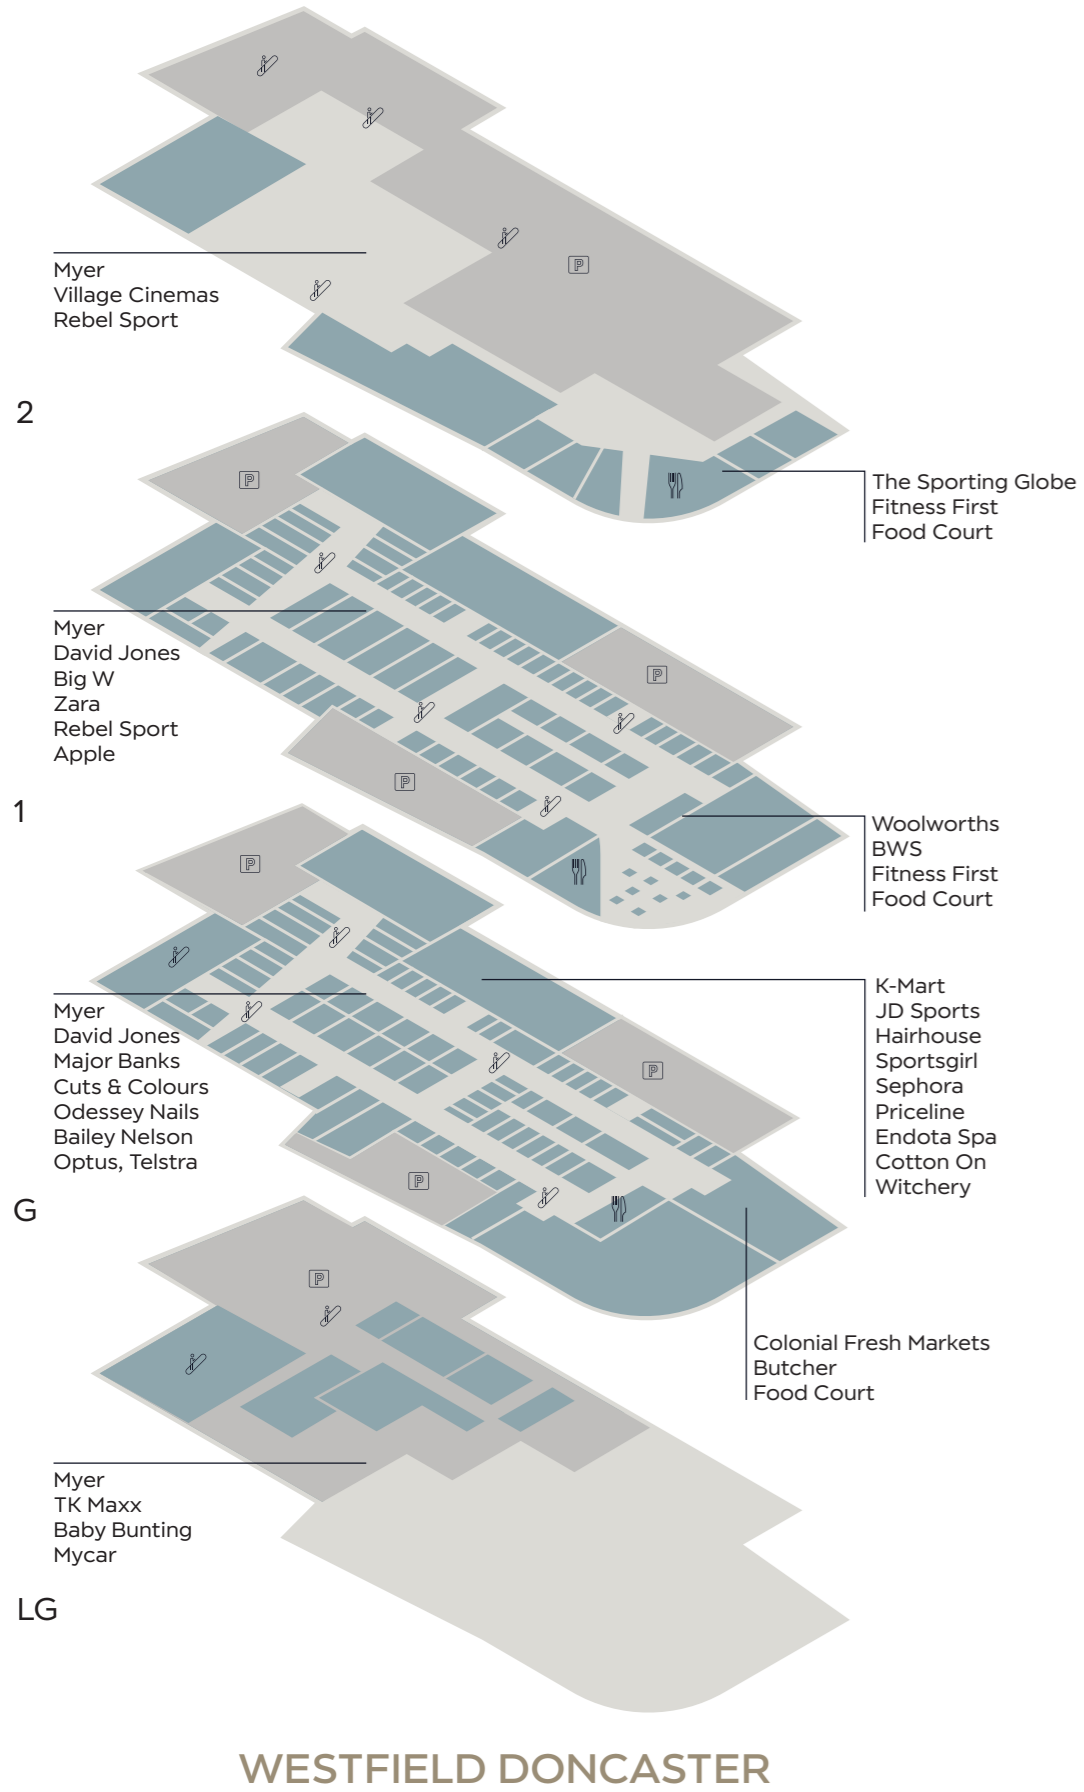 Myer
Village Cinemas
Rebel Sport
P
2
P
The Sporting Globe
Fitness First
Food Court
Myer
David Jones
Big W
Zara
Rebel Sport
Apple
P
P
1
Woolworths
BWS
Fitness First
Food Court
P
Myer
David Jones
Major Banks
Cuts & Colours
Odessey Nails
Bailey Nelson
Optus, Telstra
K-Mart
JD Sports
Hairhouse
Sportsgirl
Sephora
Priceline
Endota Spa
Cotton On
Witchery
P
P
G
P
Colonial Fresh Markets
Butcher
Food Court
Myer
TK Maxx
Baby Bunting
Mycar
LG
WESTFIELD DONCASTER